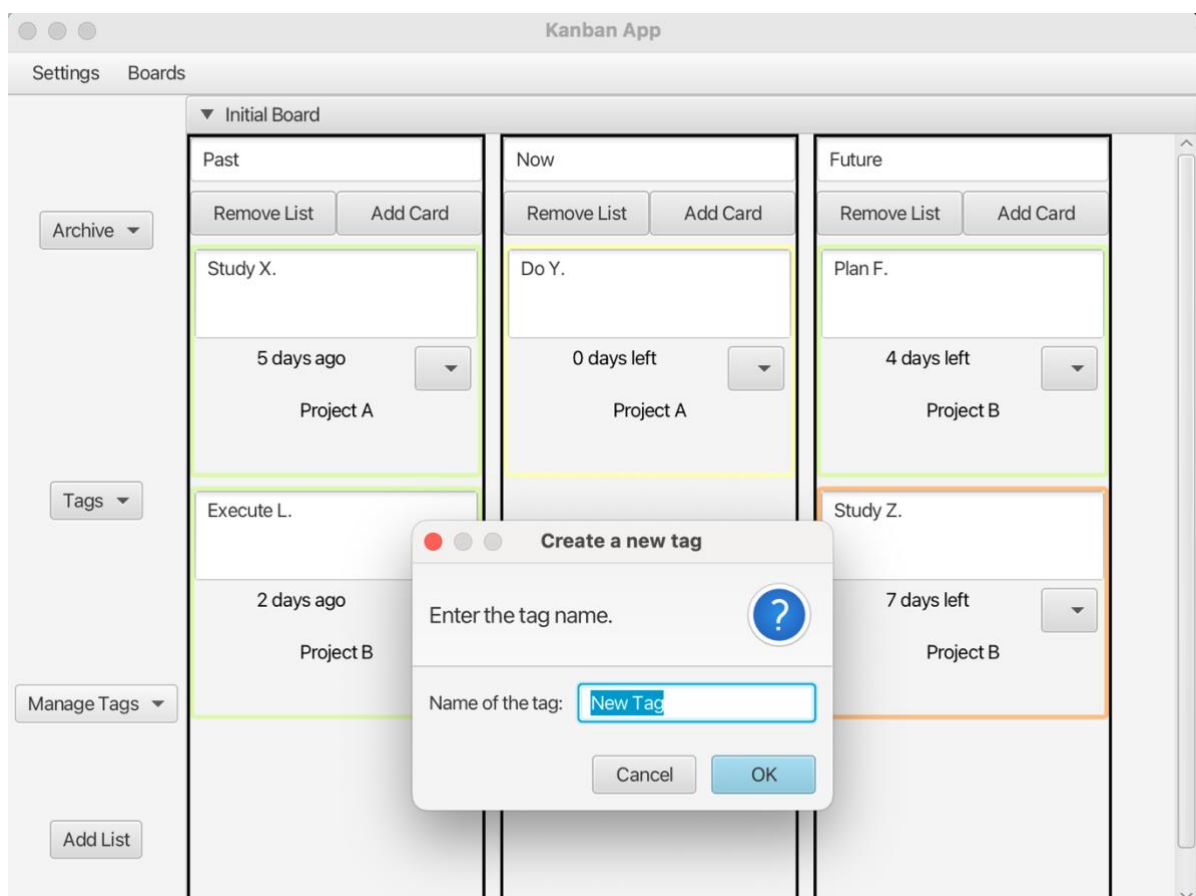 Kanban App
Settings Boards
Initial Board
Archive
Tags
Manage Tags
Add List
Past
Remove List Add Card
Study X.
5 days ago
Project A
Execute L.
2 days ago
Project B
Now
Remove List Add Card
Do Y.
0 days left
Project A
Future
Remove List Add Card
Plan F.
4 days left
Project B
Study Z.
7 days left
Project B
Create a new tag
Enter the tag name.
?
Name of the tag: New Tag
Cancel OK